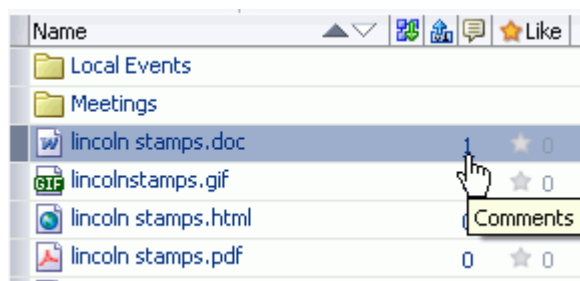 Name Like
Local Events
Meetings
lincoln stamps.doc 1 0
GIF lincolnstamps.gif 0
lincoln stamps.html Comments
lincoln stamps.pdf 0 0